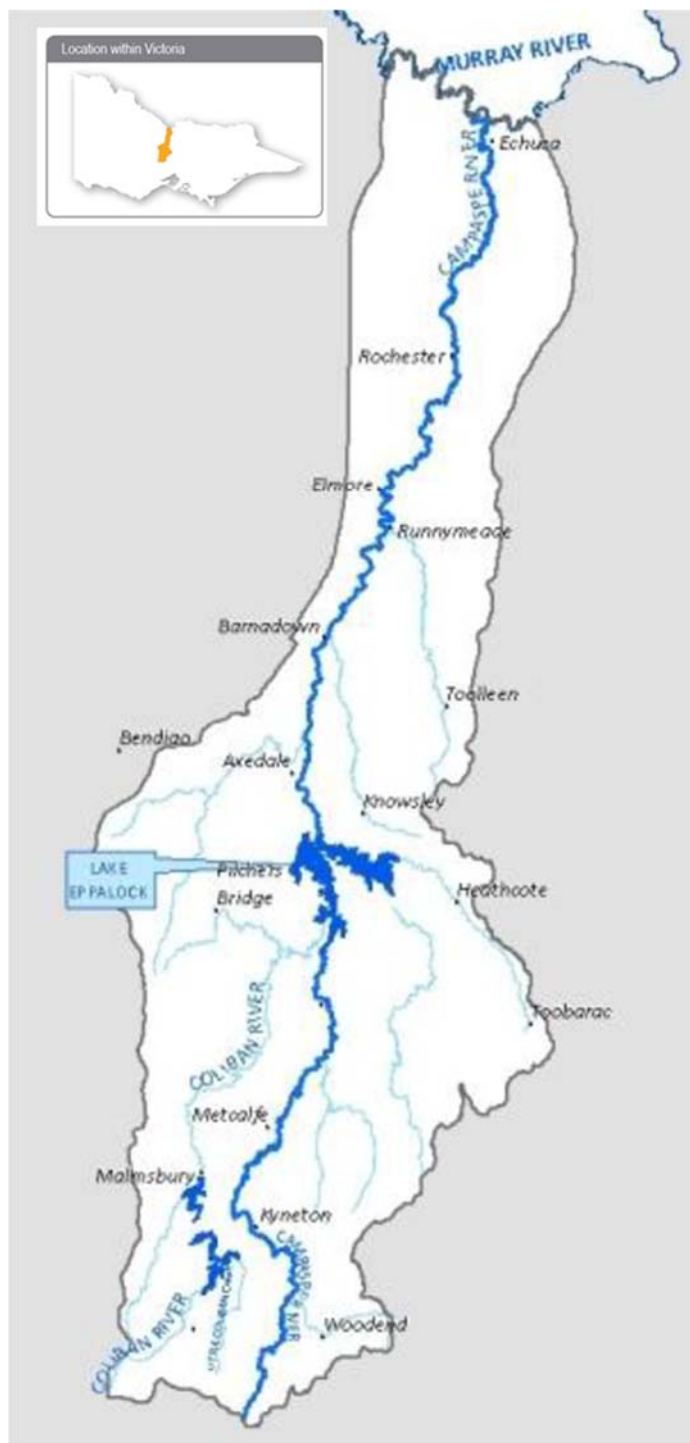 Location within Victoria
MURRAY RIVER
Echuca
CAMPASPE RIVER
Rochester
Elmore
Runnymeade
Barnadown
Toolleen
Bendigo
Axedale
Knowsley
LAKE
EPPALOCK
Pilchers
Bridge
Heathcote
COLIBAN RIVER
Toobarac
Metcalfe
Malmsbury
Kyneton
CAMPASPE RIVER
COLIBAN RIVER
Woodend